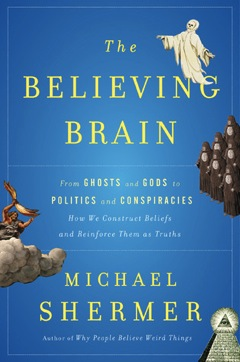 The
BELIEVING
BRAIN
From GHOSTS and GODS to
POLITICS and CONSPIRACIES
How We Construct Beliefs
and Reinforce Them as Truths
MICHAEL
SHERMER
Author of Why People Believe Weird Things